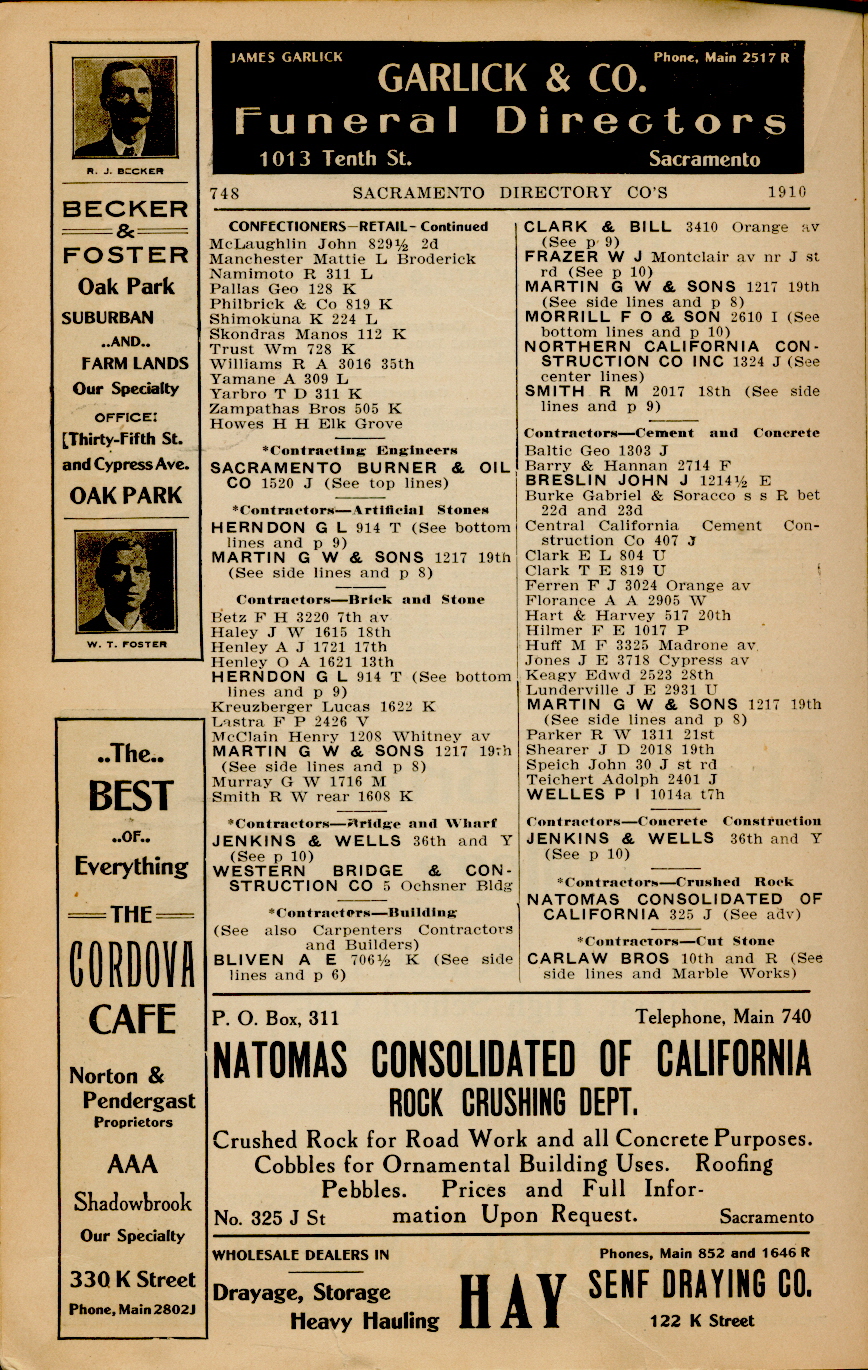 JAMES GARLICK
Phone, Main 2517 R
GARLICK & CO.
Funeral Directors
1013 Tenth St.
Sacramento
748
SACRAMENTO DIRECTORY CO'S
1910
R. J. BECKER
BECKER
&
FOSTER
Oak Park
SUBURBAN
..AND..
FARM LANDS
Our Specialty
OFFICE:
[Thirty-Fifth St.
and Cypress Ave.
OAK PARK
W. T. FOSTER
..The..
BEST
..OF..
Everything
THE
CORDOVA
CAFE
Norton &
Pendergast
Proprietors
AAA
Shadowbrook
Our Specialty
330 K Street
Phone, Main 2802J
CONFECTIONERS—RETAIL- Continued
McLaughlin John 829½ 2d
Manchester Mattie L Broderick
Namimoto R 311 L
Pallas Geo 128 K
Philbrick & Co 819 K
Shimokuna K 224 L
Skondras Manos 112 K
Trust Wm 728 K
Williams R A 3016 35th
Yamane A 309 L
Yarbro T D 311 K
Zampathas Bros 505 K
Howes H H Elk Grove
*Contracting Engineers
SACRAMENTO BURNER & OIL
CO 1520 J (See top lines)
*Contractors—Artificial Stones
HERNDON G L 914 T (See bottom
lines and p 9)
MARTIN G W & SONS 1217 19th
(See side lines and p 8)
Contractors—Brick and Stone
Betz F H 3220 7th av
Haley J W 1615 18th
Henley A J 1721 17th
Henley O A 1621 13th
HERNDON G L 914 T (See bottom
lines and p 9)
Kreuzberger Lucas 1622 K
Lastra F P 2426 V
McClain Henry 1208 Whitney av
MARTIN G W & SONS 1217 19th
(See side lines and p 8)
Murray G W 1716 M
Smith R W rear 1608 K
*Contractors—Bridge and Wharf
JENKINS & WELLS 36th and Y
(See p 10)
WESTERN BRIDGE & CON-
STRUCTION CO 5 Ochsner Bldg
*Contractors—Building
(See also Carpenters Contractors
and Builders)
BLIVEN A E 706½ K (See side
lines and p 6)
CLARK & BILL 3410 Orange av
(See p 9)
FRAZER W J Montclair av nr J st
rd (See p 10)
MARTIN G W & SONS 1217 19th
(See side lines and p 8)
MORRILL F O & SON 2610 I (See
bottom lines and p 10)
NORTHERN CALIFORNIA CON-
STRUCTION CO INC 1324 J (See
center lines)
SMITH R M 2017 18th (See side
lines and p 9)
Contractors—Cement and Concrete
Baltic Geo 1303 J
Barry & Hannan 2714 F
BRESLIN JOHN J 1214½ E
Burke Gabriel & Soracco s s R bet
22d and 23d
Central California Cement Con-
struction Co 407 J
Clark E L 804 U
Clark T E 819 U
Ferren F J 3024 Orange av
Florance A A 2905 W
Hart & Harvey 517 20th
Hilmer F E 1017 P
Huff M F 3325 Madrone av
Jones J E 3718 Cypress av
Keagy Edwd 2523 28th
Lunderville J E 2931 U
MARTIN G W & SONS 1217 19th
(See side lines and p 8)
Parker R W 1311 21st
Shearer J D 2018 19th
Speich John 30 J st rd
Teichert Adolph 2401 J
WELLES P I 1014a t7h
Contractors—Concrete Construction
JENKINS & WELLS 36th and Y
(See p 10)
*Contractors—Crushed Rock
NATOMAS CONSOLIDATED OF
CALIFORNIA 325 J (See adv)
*Contractors—Cut Stone
CARLAW BROS 10th and R (See
side lines and Marble Works)
P. O. Box, 311
Telephone, Main 740
NATOMAS CONSOLIDATED OF CALIFORNIA
ROCK CRUSHING DEPT.
Crushed Rock for Road Work and all Concrete Purposes.
Cobbles for Ornamental Building Uses. Roofing
Pebbles. Prices and Full Infor-
No. 325 J St mation Upon Request. Sacramento
WHOLESALE DEALERS IN
Drayage, Storage
Heavy Hauling
HAY
Phones, Main 852 and 1646 R
SENF DRAYING CO.
122 K Street